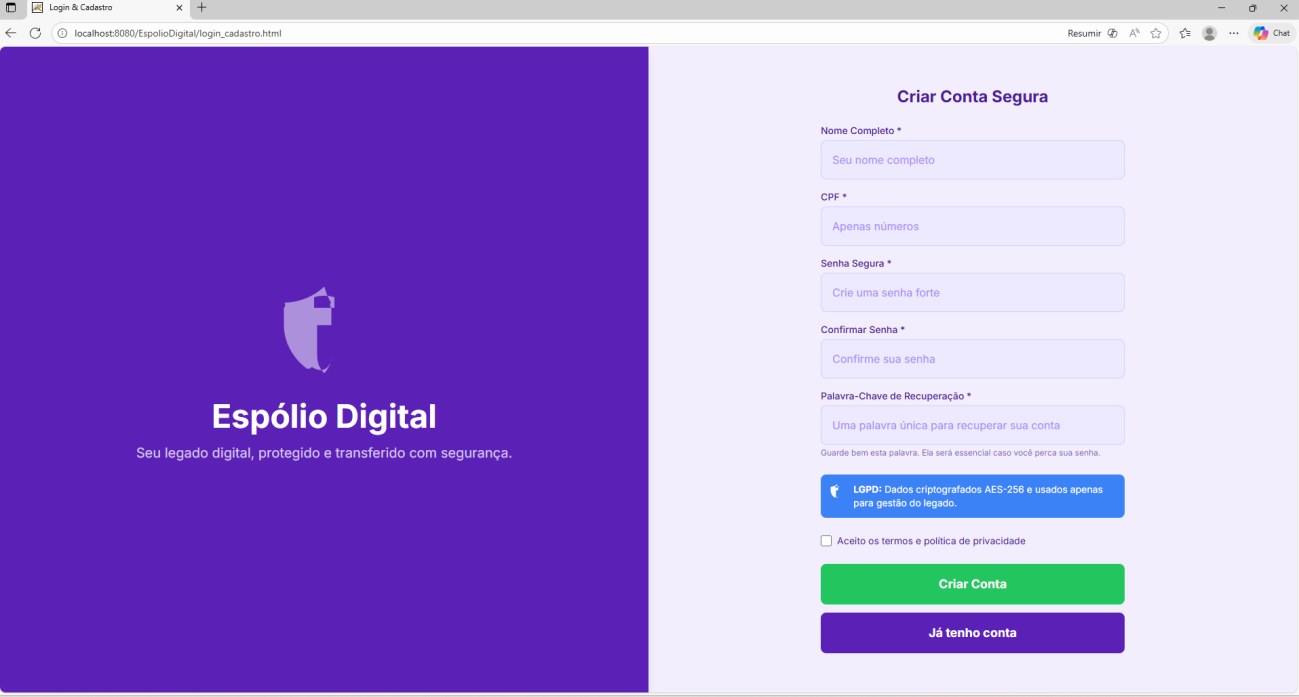 Login & Cadastro
localhost:8080/EspolioDigital/login_cadastro.html
Resumir
Chat
Espólio Digital
Seu legado digital, protegido e transferido com segurança.
Criar Conta Segura
Nome Completo *
Seu nome completo
CPF *
Apenas números
Senha Segura *
Crie uma senha forte
Confirmar Senha *
Confirme sua senha
Palavra-Chave de Recuperação *
Uma palavra única para recuperar sua conta
Guarde bem esta palavra. Ela será essencial caso você perca sua senha.
LGPD: Dados criptografados AES-256 e usados apenas
para gestão do legado.
Aceito os termos e política de privacidade
Criar Conta
Já tenho conta